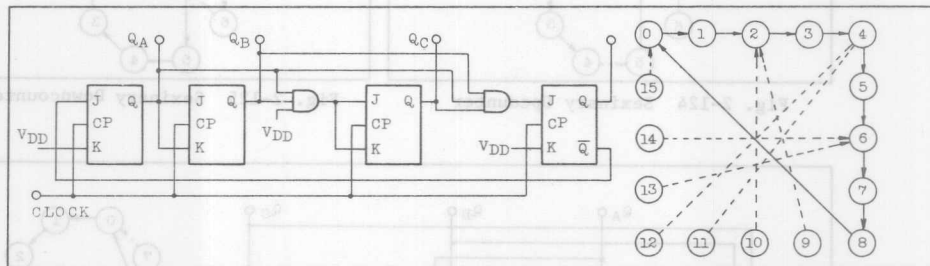 QA QB QC
0 1 2 3 4
J Q J Q J Q J Q
15 5
CP CP CP CP
VDD VDD VDD
K K K K Q̄
14 6
CLOCK
13 7
12 11 10 9 8